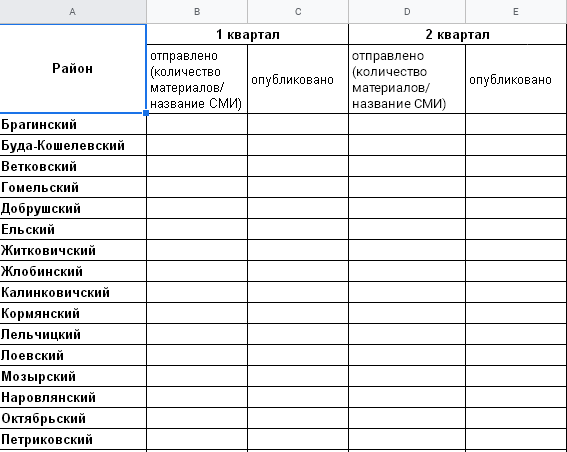 A B C D E
1 квартал 2 квартал
Район
отправлено
(количество
материалов/
название СМИ)
опубликовано
отправлено
(количество
материалов/
название СМИ)
опубликовано
Брагинский
Буда-Кошелевский
Ветковский
Гомельский
Добрушский
Ельский
Житковичский
Жлобинский
Калинковичский
Кормянский
Лельчицкий
Лоевский
Мозырский
Наровлянский
Октябрьский
Петриковский